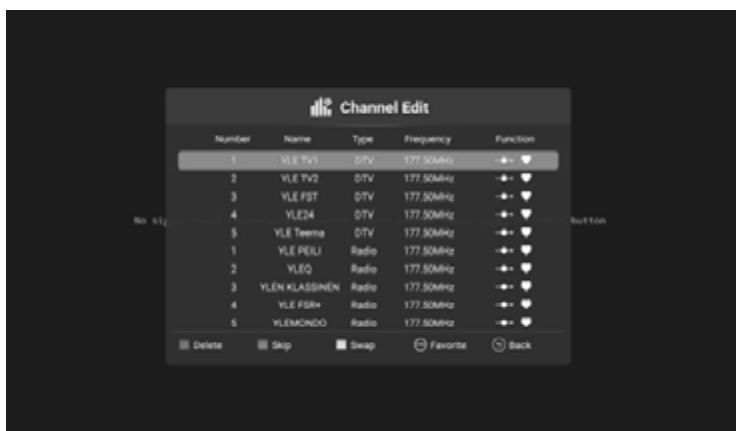 Channel Edit
Number Name Type Frequency Function
1 YLE TV1 DTV 177.50MHz
2 YLE TV2 DTV 177.50MHz
3 YLE FST DTV 177.50MHz
4 YLE24 DTV 177.50MHz
No sig button
5 YLE Teema DTV 177.50MHz
1 YLE PEILI Radio 177.50MHz
2 YLEQ Radio 177.50MHz
3 YLEN KLASSINEN Radio 177.50MHz
4 YLE FSR+ Radio 177.50MHz
5 YLEMONDO Radio 177.50MHz
Delete Skip Swap Favorite Back